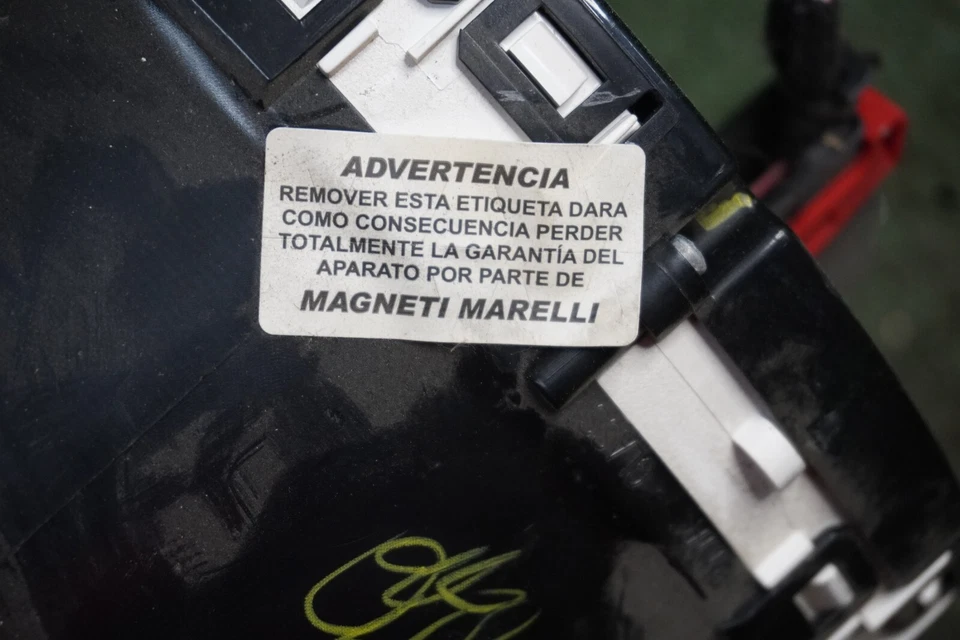 ADVERTENCIA
REMOVER ESTA ETIQUETA DARA
COMO CONSECUENCIA PERDER
TOTALMENTE LA GARANTÍA DEL
APARATO POR PARTE DE
MAGNETI MARELLI